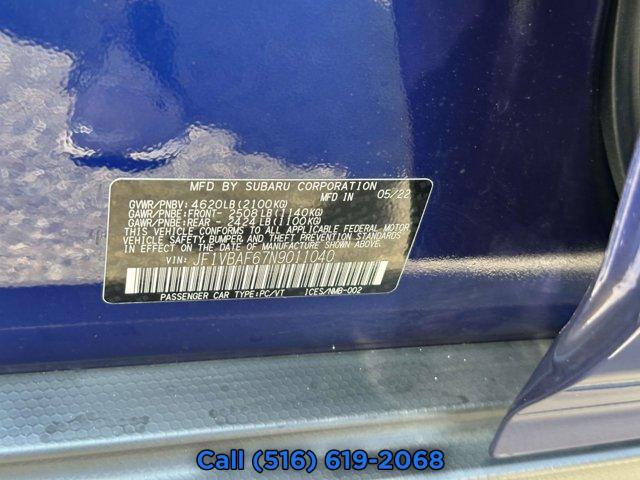 MFD BY SUBARU CORPORATION
GVWR/PNBV: 4620LB(2100KG) MFD IN 05/22
GAWR/PNBE:FRONT- 2508LB(1140KG)
GAWR/PNBE:REAR - 2424LB(1100KG)
THIS VEHICLE CONFORMS TO ALL APPLICABLE FEDERAL MOTOR
VEHICLE SAFETY, BUMPER, AND THEFT PREVENTION STANDARDS
IN EFFECT ON THE DATE OF MANUFACTURE SHOWN ABOVE.
VIN: JF1VBAF67N9011040
PASSENGER CAR TYPE:PC/VT ICES/NMB-002
Call (516) 619-2068